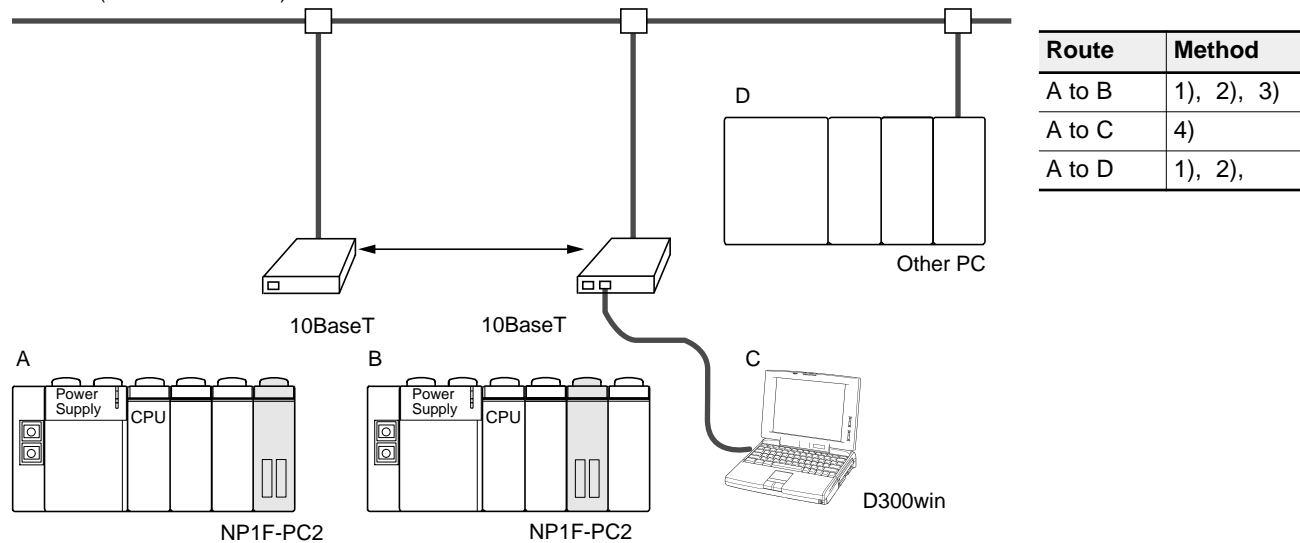 Route Method
A to B 1), 2), 3)
A to C 4)
A to D 1), 2),
D
Other PC
10BaseT 10BaseT
A B C
Power Supply
CPU
Power Supply
CPU
D300win
NP1F-PC2 NP1F-PC2